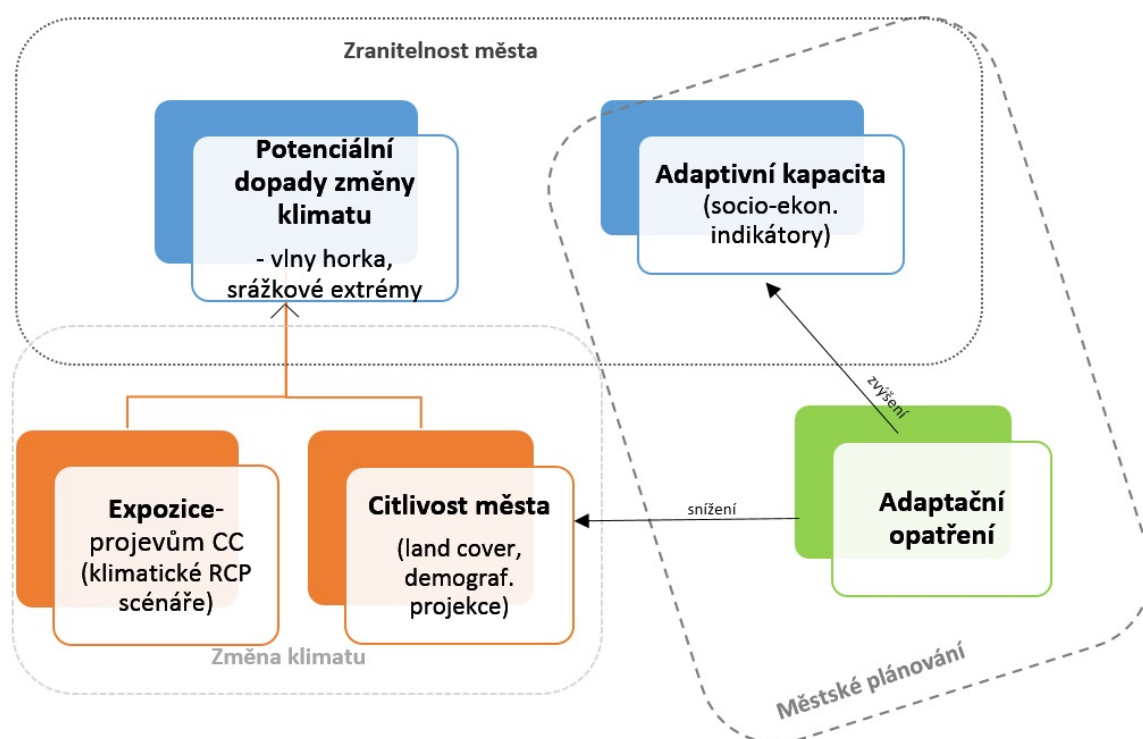 Zranitelnost města
Potenciální
dopady změny
klimatu
- vlny horka,
srážkové extrémy
Adaptivní kapacita
(socio-ekon.
indikátory)
zvýšení
Expozice-
projevům CC
(klimatické RCP
scénáře)
Citlivost města
(land cover,
demograf.
projekce)
snížení
Adaptační
opatření
Změna klimatu
Městské plánování